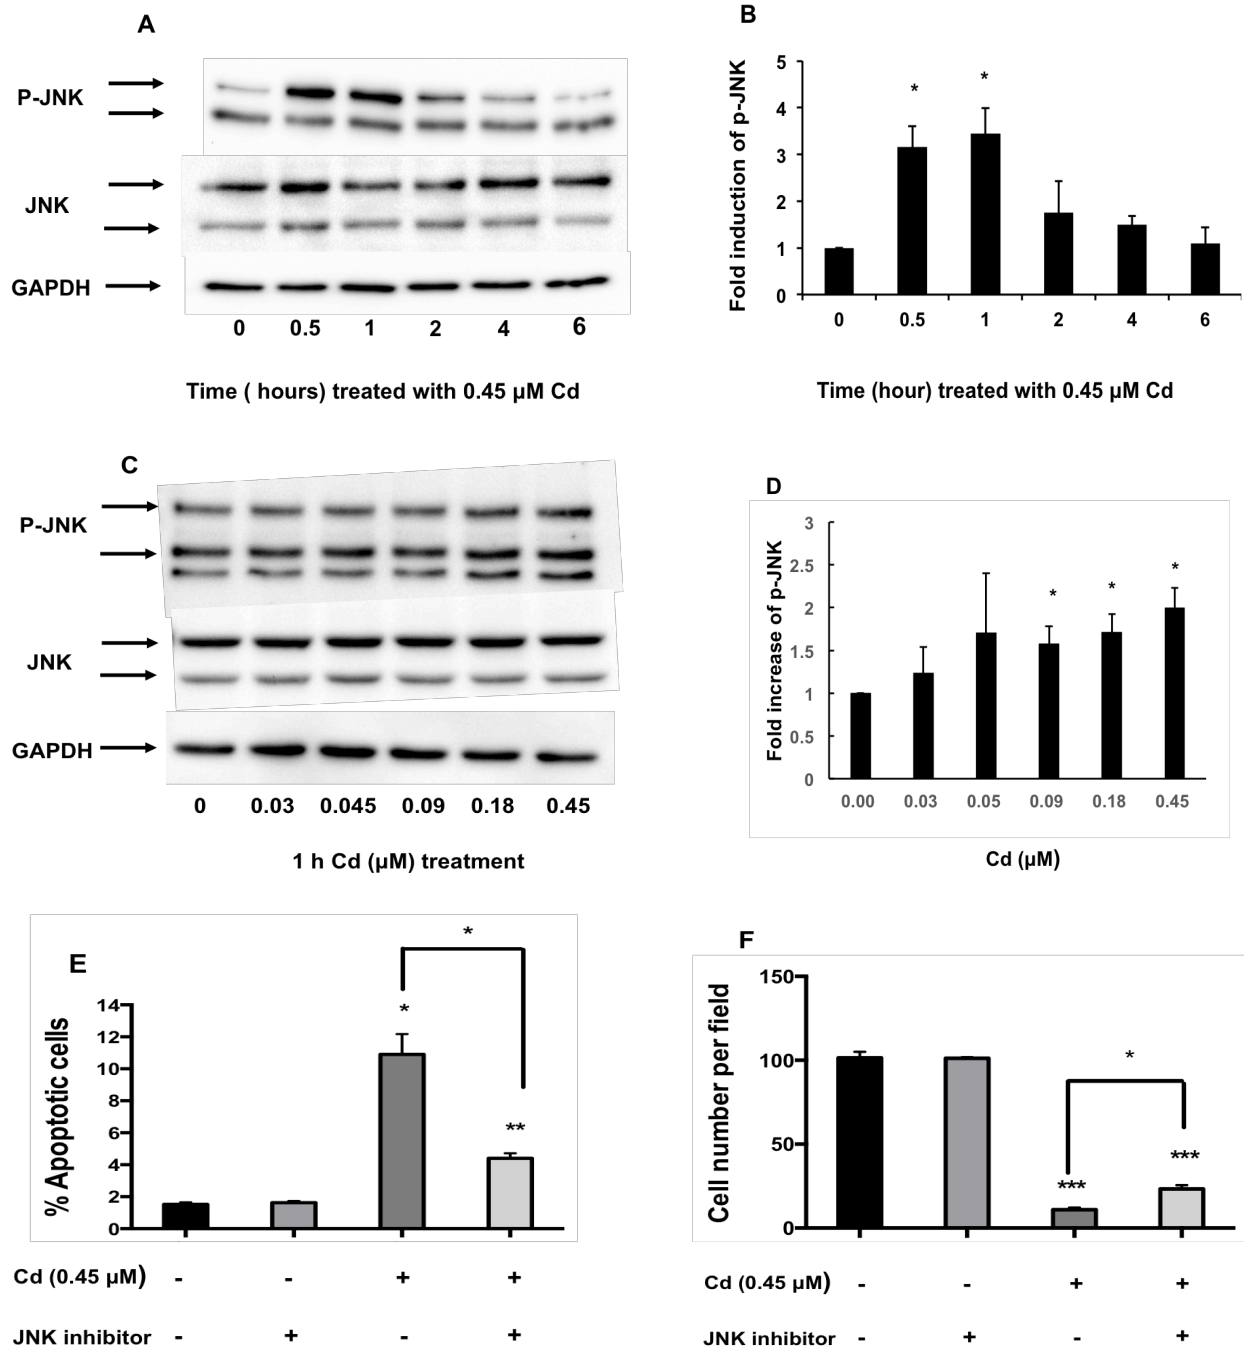 A
P-JNK
JNK
GAPDH
0 0.5 1 2 4 6
Time ( hours) treated with 0.45 µM Cd
B
Fold induction of p-JNK
5
4
3
2
1
0
* *
0 0.5 1 2 4 6
Time (hour) treated with 0.45 µM Cd
C
P-JNK
JNK
GAPDH
0 0.03 0.045 0.09 0.18 0.45
1 h Cd (µM) treatment
D
Fold increase of p-JNK
3
2.5
2
1.5
1
0.5
0
* * *
0.00 0.03 0.05 0.09 0.18 0.45
Cd (µM)
E
% Apoptotic cells
14
12
10
8
6
4
2
0
*
*
**
Cd (0.45 µM) - - + +
JNK inhibitor - + - +
F
Cell number per field
150
100
50
0
*
***
***
Cd (0.45 µM) - - + +
JNK inhibitor - + - +